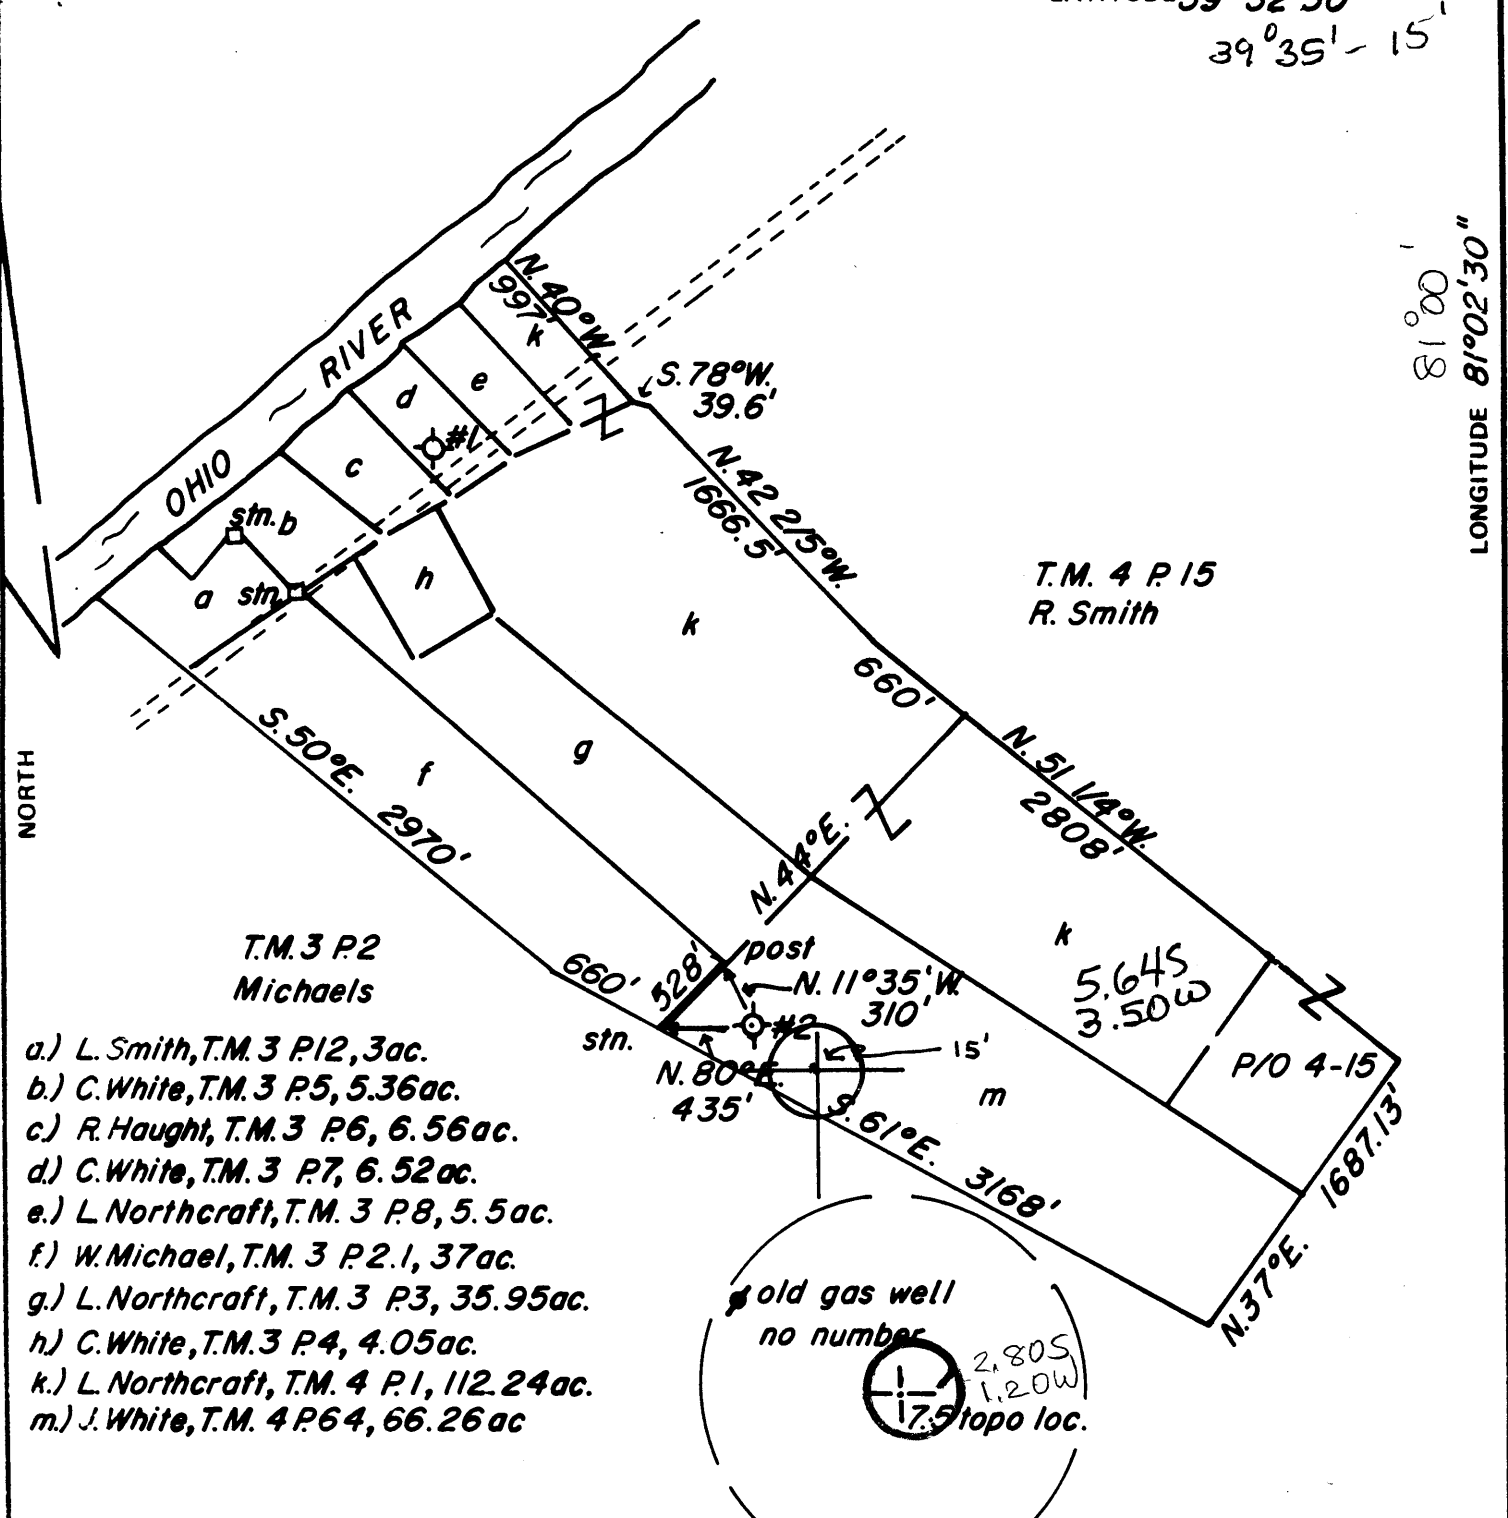 39°35' - 15'
LONGITUDE 81°02'30"
81°00'
NORTH
OHIO RIVER
N. 40° W.
997'
k
S. 78° W.
39.6'
e
d
#1
c
stn. b
a
stn.
h
N. 42 2/5° W.
1666.5'
T.M. 4 P. 15
R. Smith
k
660'
g
f
S. 50° E. 2970'
N. 51 1/4° W.
2808'
N. 44° E.
k
5.64S
3.50W
T.M. 3 P. 2
Michaels
660'
528'
post
N. 11° 35' W.
310'
#2
stn.
N. 80° E.
435'
15'
m
P/O 4-15
S. 61° E. 3168'
1687.13'
N. 37° E.
a.) L. Smith, T.M. 3 P.12, 3ac.
b.) C. White, T.M. 3 P.5, 5.36ac.
c.) R. Haught, T.M. 3 P.6, 6.56ac.
d.) C. White, T.M. 3 P.7, 6.52ac.
e.) L. Northcraft, T.M. 3 P.8, 5.5ac.
f.) W. Michael, T.M. 3 P.2.1, 37ac.
g.) L. Northcraft, T.M. 3 P.3, 35.95ac.
h.) C. White, T.M. 3 P.4, 4.05ac.
k.) L. Northcraft, T.M. 4 P.1, 112.24ac.
m.) J. White, T.M. 4 P.64, 66.26ac
old gas well
no number
2.80S
1.20W
7.5 topo loc.